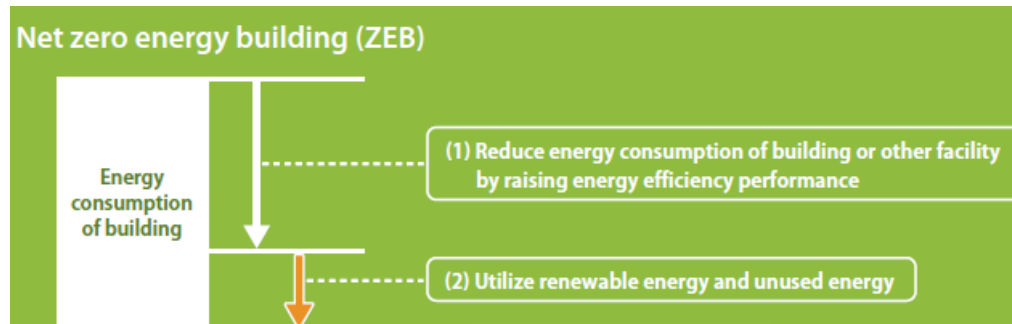 Net zero energy building (ZEB)
Energy
consumption
of building
(1) Reduce energy consumption of building or other facility
by raising energy efficiency performance
(2) Utilize renewable energy and unused energy